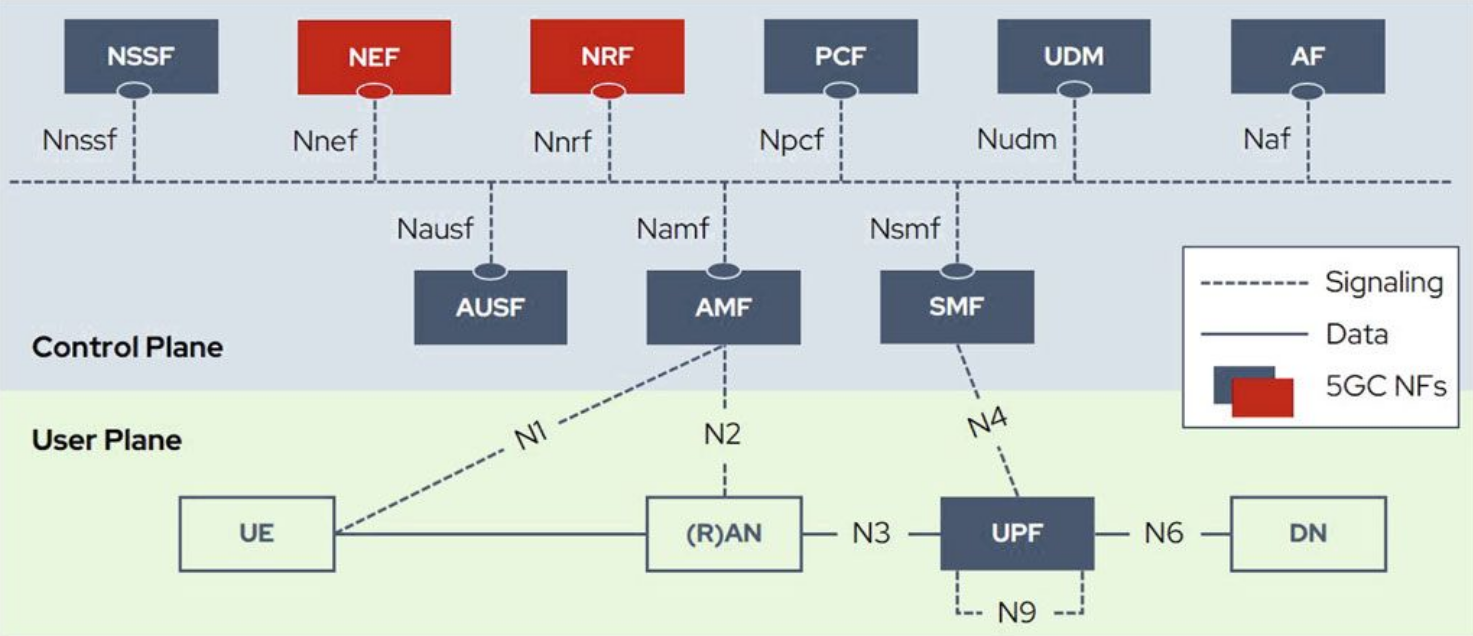 NSSF
NEF
NRF
PCF
UDM
AF
Nnssf
Nnef
Nnrf
Npcf
Nudm
Naf
Nausf
Namf
Nsmf
AUSF
AMF
SMF
Signaling
Data
5GC NFs
Control Plane
User Plane
N1
N2
N4
UE
(R)AN
N3
UPF
N6
DN
N9